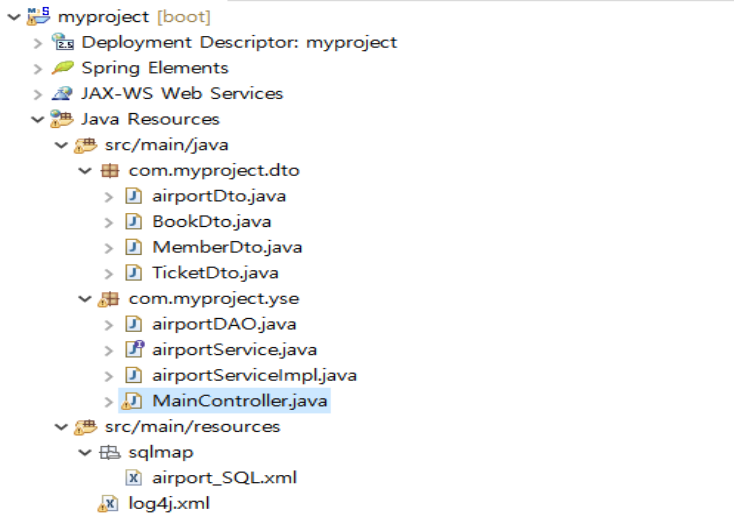 myproject [boot]
Deployment Descriptor: myproject
Spring Elements
JAX-WS Web Services
Java Resources
src/main/java
com.myproject.dto
airportDto.java
BookDto.java
MemberDto.java
TicketDto.java
com.myproject.yse
airportDAO.java
airportService.java
airportServiceImpl.java
MainController.java
src/main/resources
sqlmap
airport_SQL.xml
log4j.xml